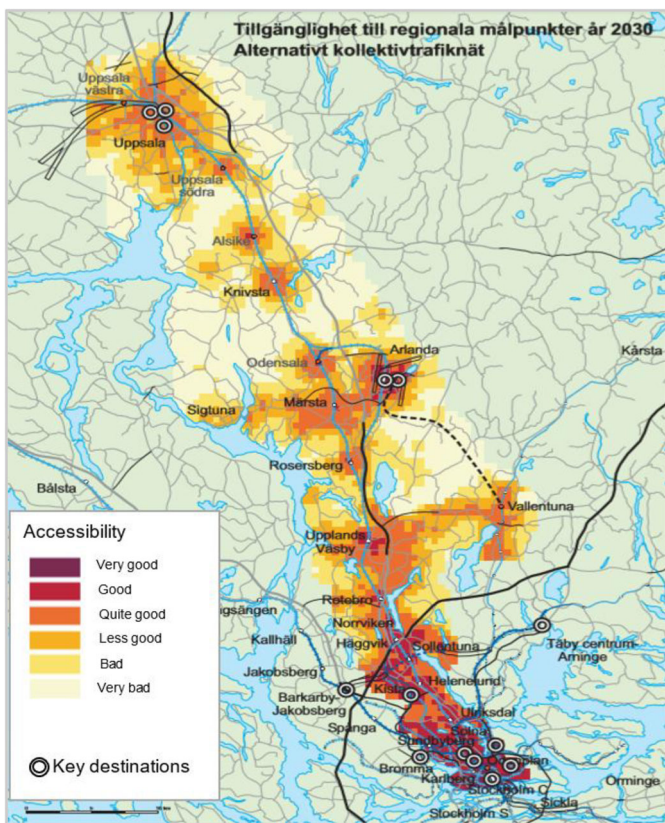 Tillgänglighet till regionala målpunkter år 2030
Alternativt kollektivtrafiknät
Uppsala
västra
Uppsala
Uppsala
södra
Alsike
Knivsta
Odensala
Arlanda
Kårsta
Sigtuna
Märsta
Rosersberg
Bålsta
Vallentuna
Upplands
Väsby
Accessibility
Very good
Good
Quite good
Less good
Bad
Very bad
Key destinations
Rotebro
Norrviken
Häggvik
Sollentuna
Kallhäll
Täby centrum-
Arninge
Jakobsberg
Helenelund
Kista
Barkarby-
Jakobsberg
Ulriksdal
Spånga
Solna
Sundbyberg
Odenplan
Bromma
Karlberg
Stockholm C
Orminge
Sickla
Stockholm S